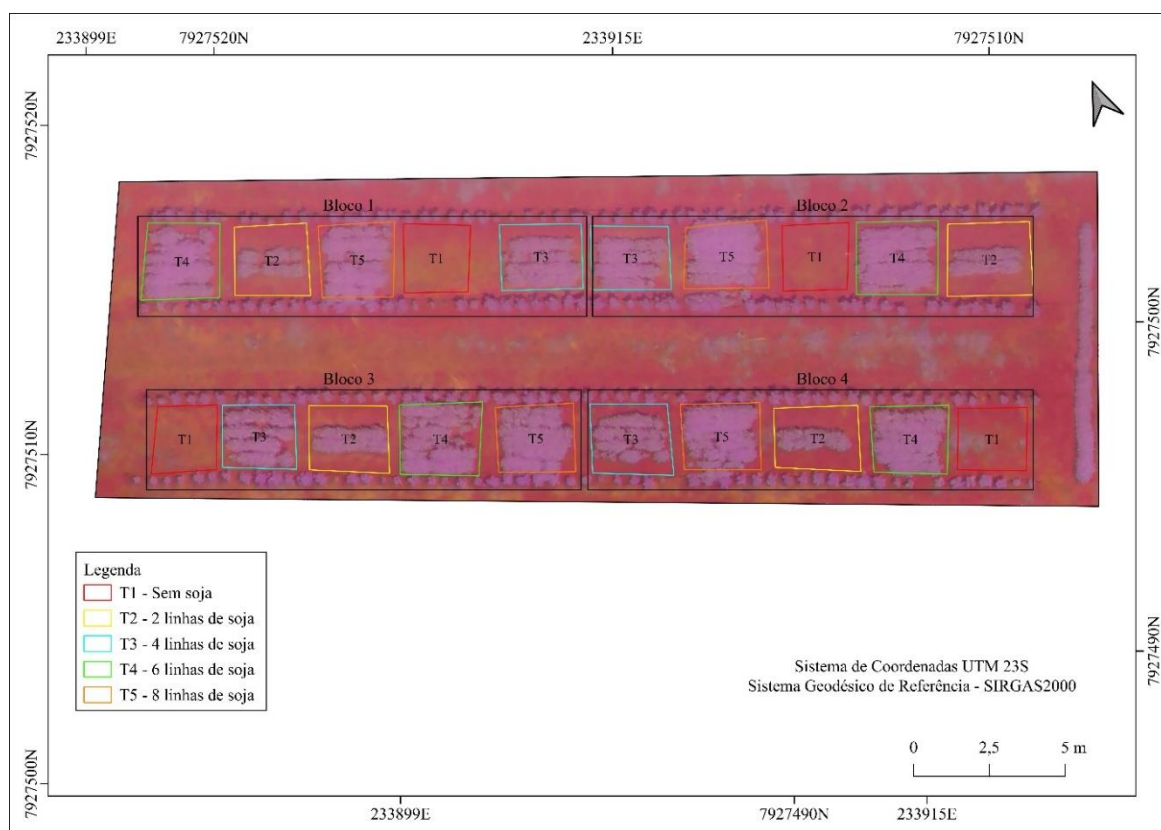 233899E 7927520N 233915E 7927510N
7927520N
7927500N
7927510N
7927490N
7927500N
Bloco 1 Bloco 2
T4 T2 T5 T1 T3 T3 T5 T1 T4 T2
Bloco 3 Bloco 4
T1 T3 T2 T4 T5 T3 T5 T2 T4 T1
Legenda
T1 - Sem soja
T2 - 2 linhas de soja
T3 - 4 linhas de soja
T4 - 6 linhas de soja
T5 - 8 linhas de soja
Sistema de Coordenadas UTM 23S
Sistema Geodésico de Referência - SIRGAS2000
0 2,5 5 m
233899E 7927490N 233915E